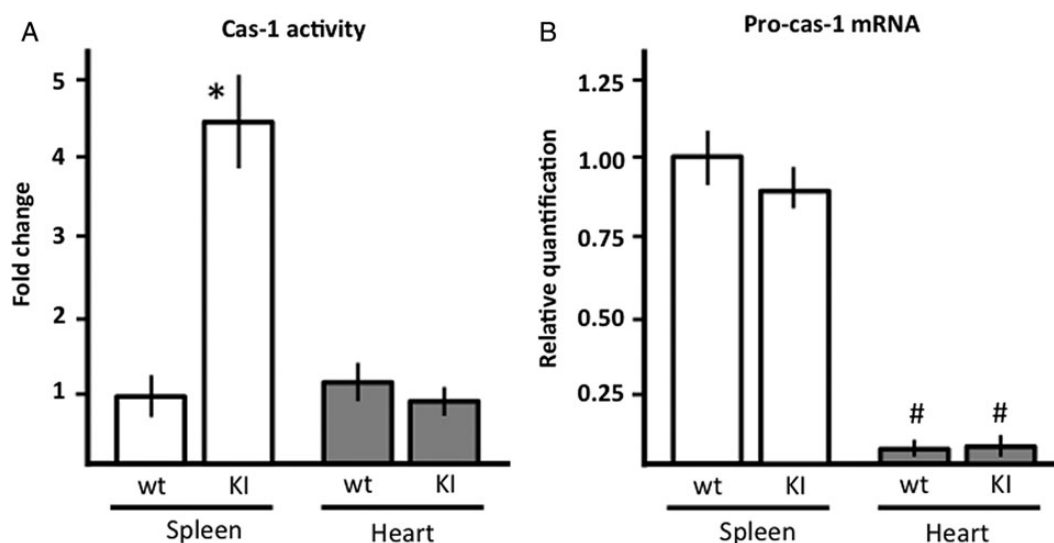 A
Cas-1 activity
Fold change
5
4
3
2
1
*
wt
KI
wt
KI
Spleen
Heart
B
Pro-cas-1 mRNA
Relative quantification
1.25
1.00
0.75
0.50
0.25
#
#
wt
KI
wt
KI
Spleen
Heart